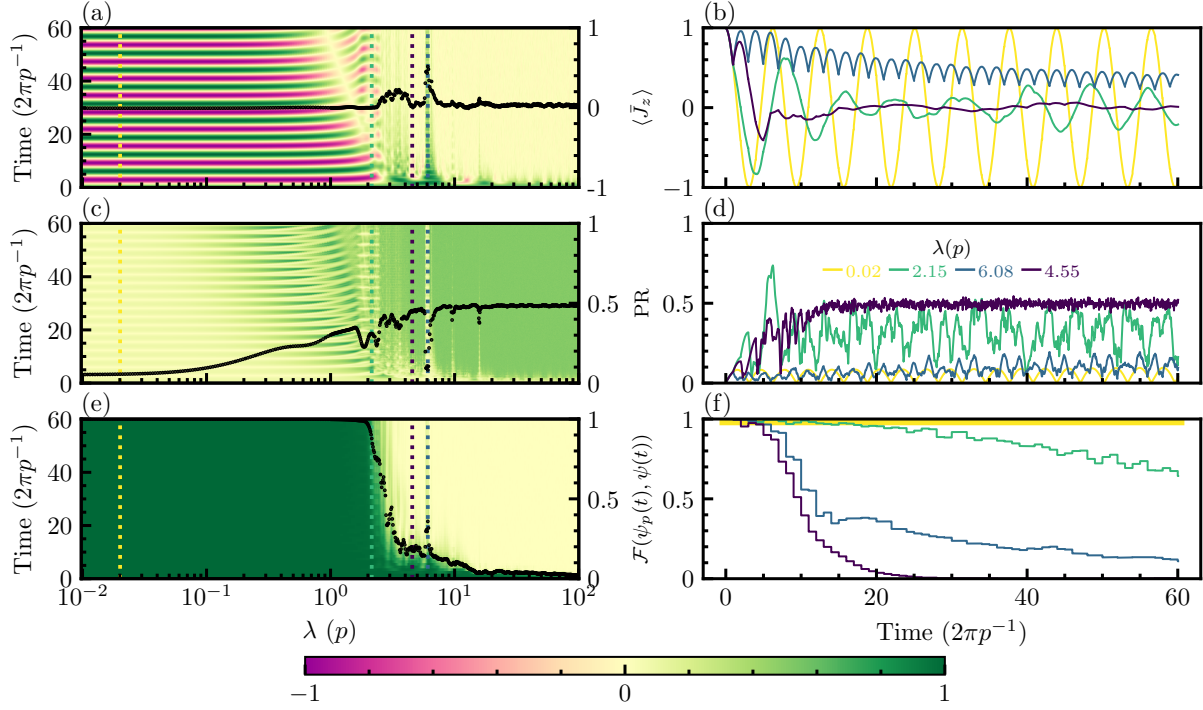 (a)
Time (2πp⁻¹)
60
40
20
0
1
0
-1
(b)
⟨J̄z⟩
1
0
−1
(c)
Time (2πp⁻¹)
60
40
20
0
1
0.5
0
(d)
PR
1
0.5
0
λ(p)
0.02 2.15 6.08 4.55
(e)
Time (2πp⁻¹)
60
40
20
0
1
0.5
0
10⁻² 10⁻¹ 10⁰ 10¹ 10²
λ (p)
(f)
ℱ(ψp(t), ψ(t))
1
0.5
0
0 20 40 60
Time (2πp⁻¹)
−1 0 1